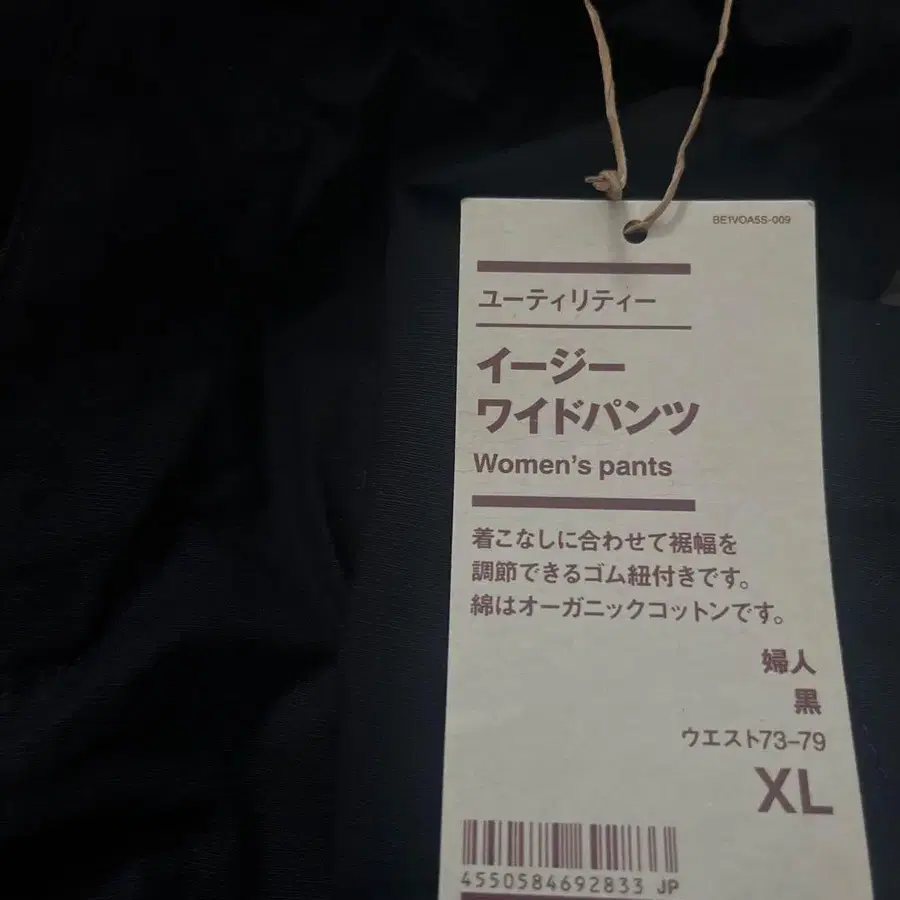 BE1VOA5S-009
ユーティリティー
イージー
ワイドパンツ
Women's pants
着こなしに合わせて裾幅を
調節できるゴム紐付きです。
綿はオーガニックコットンです。
婦人
黒
ウエスト73-79
XL
4550584692833 JP